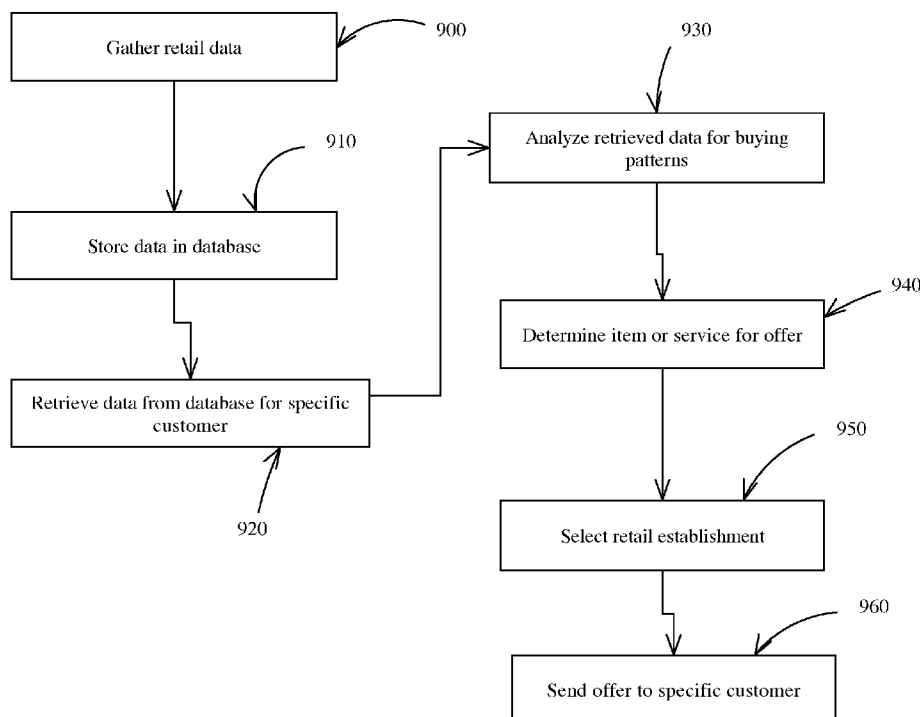 Gather retail data
900
Store data in database
910
Retrieve data from database for specific
customer
920
930
Analyze retrieved data for buying
patterns
940
Determine item or service for offer
950
Select retail establishment
960
Send offer to specific customer